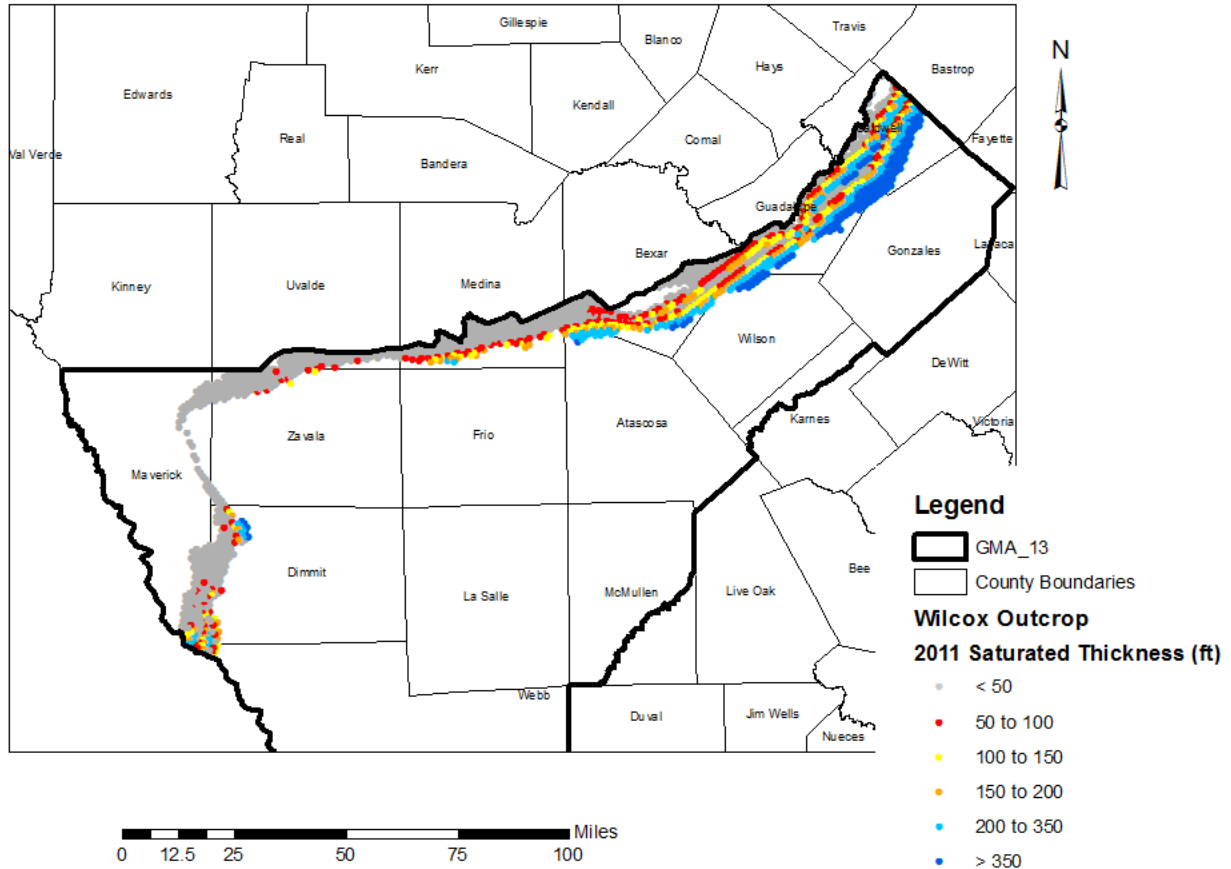 Gillespie
Travis
Blanco
Kerr
Hays
Bastrop
Edwards
Kendall
Real
Comal
Fayette
Val Verde
Bandera
Guadalupe
Bexar
Gonzales
Kinney
Uvalde
Medina
Wilson
DeWitt
Atascosa
Karnes
Victoria
Zavala
Frio
Maverick
Bee
Dimmit
La Salle
McMullen
Live Oak
Webb
Duval
Jim Wells
Nueces
N
Legend
GMA_13
County Boundaries
Wilcox Outcrop
2011 Saturated Thickness (ft)
< 50
50 to 100
100 to 150
150 to 200
200 to 350
> 350
Miles
0 12.5 25 50 75 100